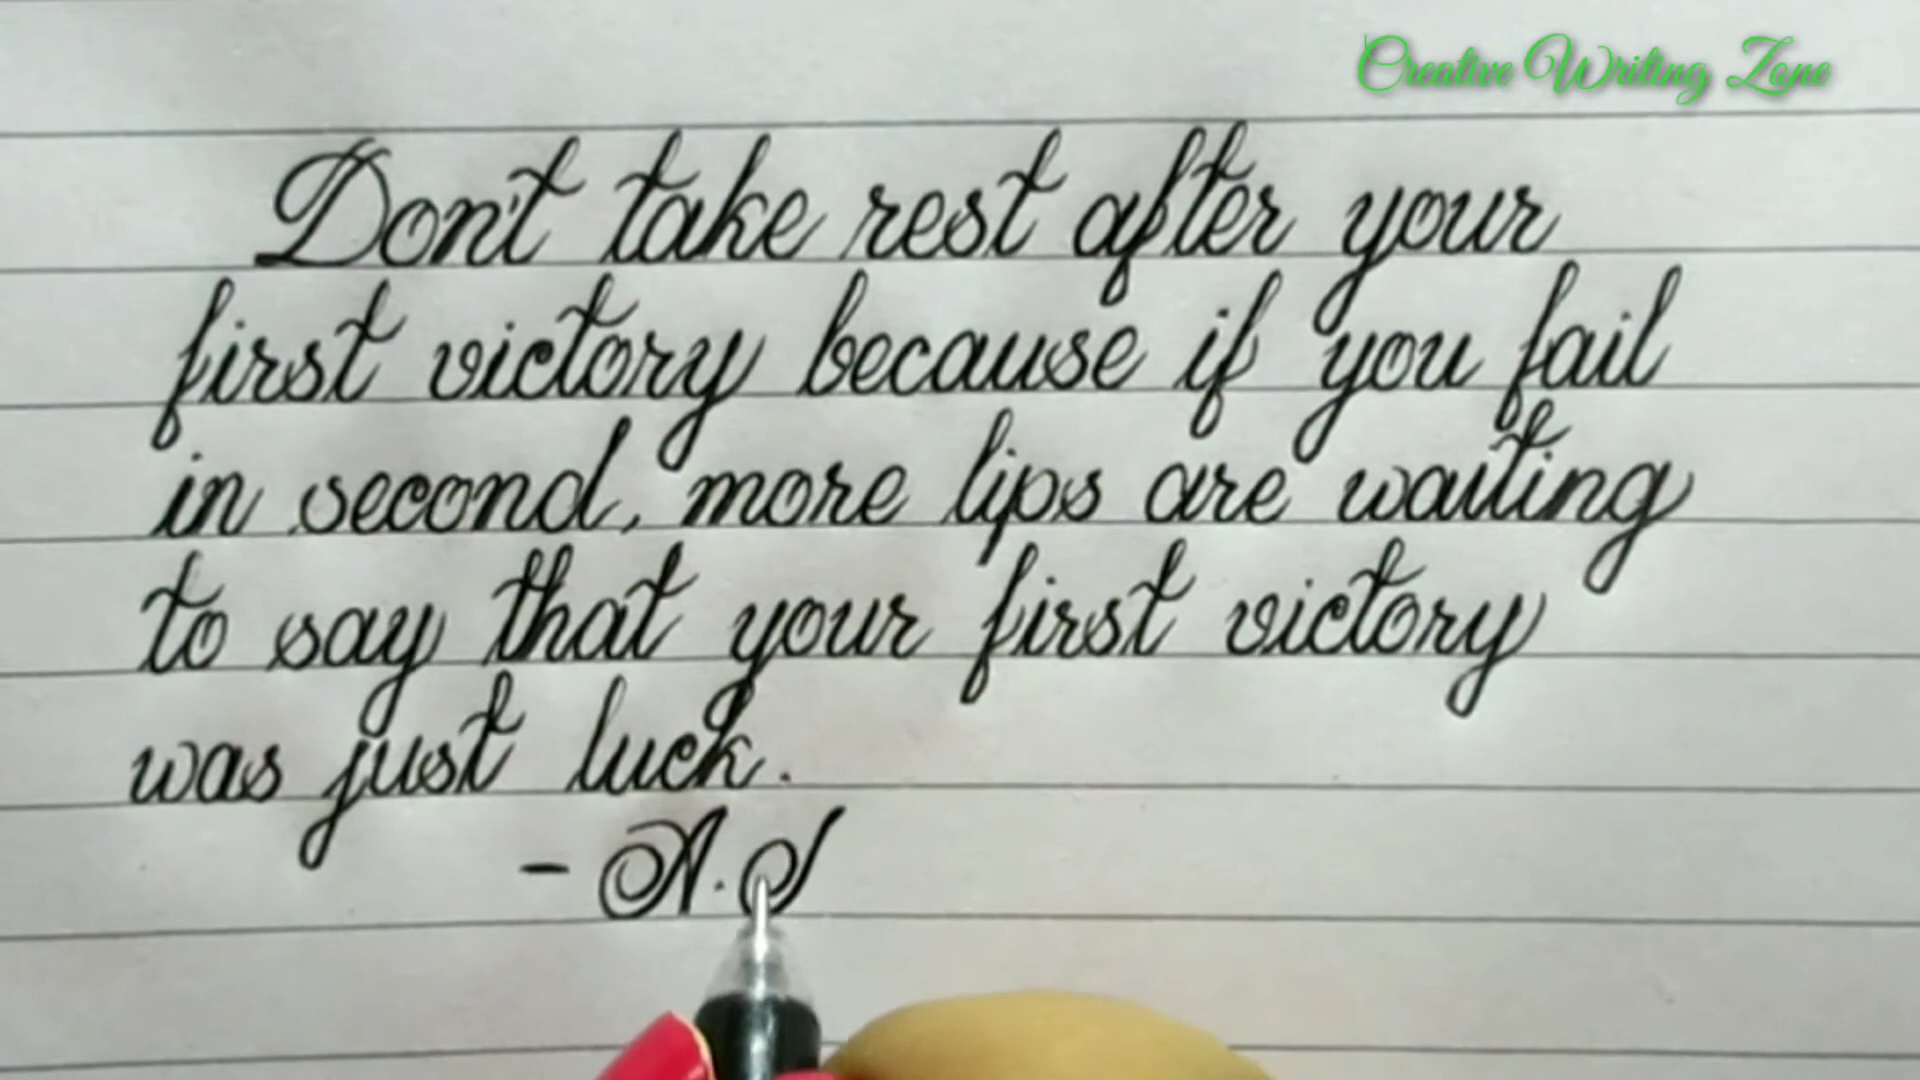 Creative Writing Zone
Don't take rest after your
first victory because if you fail
in second, more lips are waiting
to say that your first victory
was just luck.
- A.S